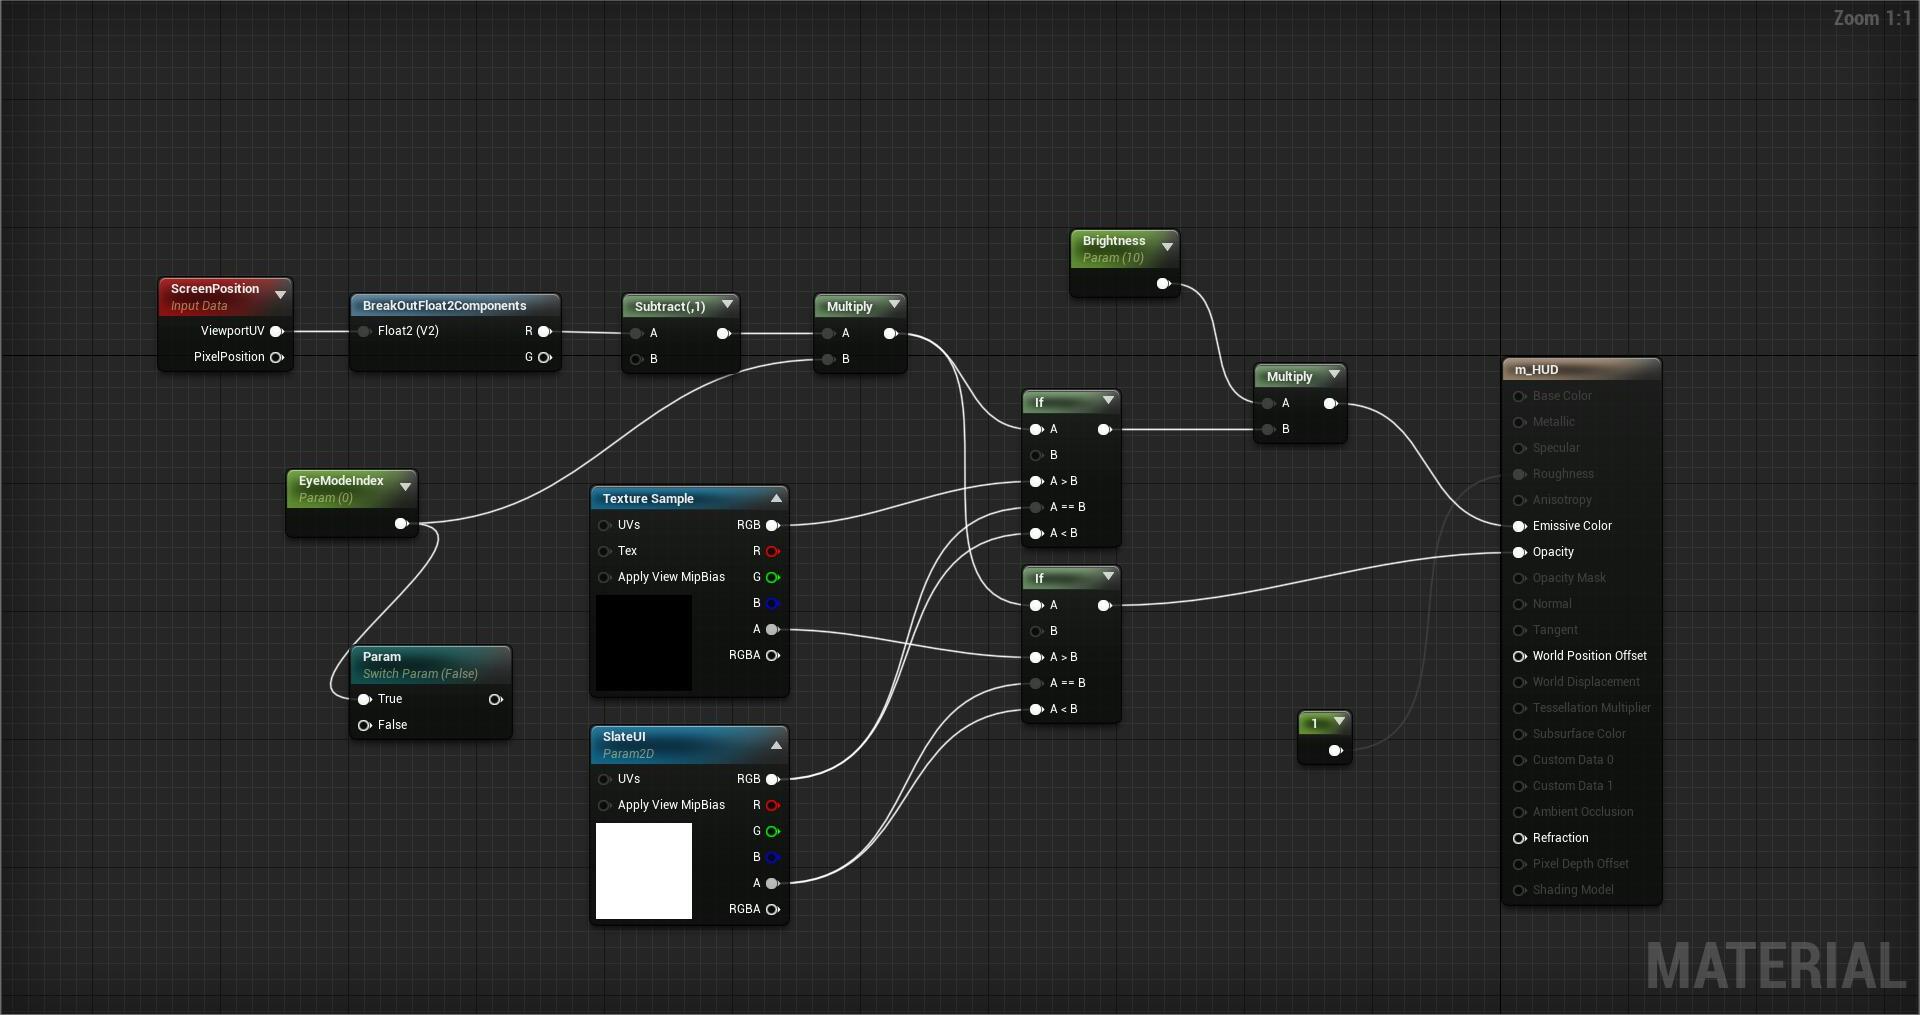 Zoom 1:1
ScreenPosition
Input Data
ViewportUV
PixelPosition
BreakOutFloat2Components
Float2 (V2) R
G
Subtract(,1)
A
B
Multiply
A
B
Brightness
Param (10)
EyeModeIndex
Param (0)
Param
Switch Param (False)
True
False
Texture Sample
UVs RGB
Tex R
Apply View MipBias G
B
A
RGBA
SlateUI
Param2D
UVs RGB
Apply View MipBias R
G
B
A
RGBA
If
A
B
A > B
A == B
A < B
If
A
B
A > B
A == B
A < B
Multiply
A
B
1
m_HUD
Base Color
Metallic
Specular
Roughness
Anisotropy
Emissive Color
Opacity
Opacity Mask
Normal
Tangent
World Position Offset
World Displacement
Tessellation Multiplier
Subsurface Color
Custom Data 0
Custom Data 1
Ambient Occlusion
Refraction
Pixel Depth Offset
Shading Model
MATERIAL